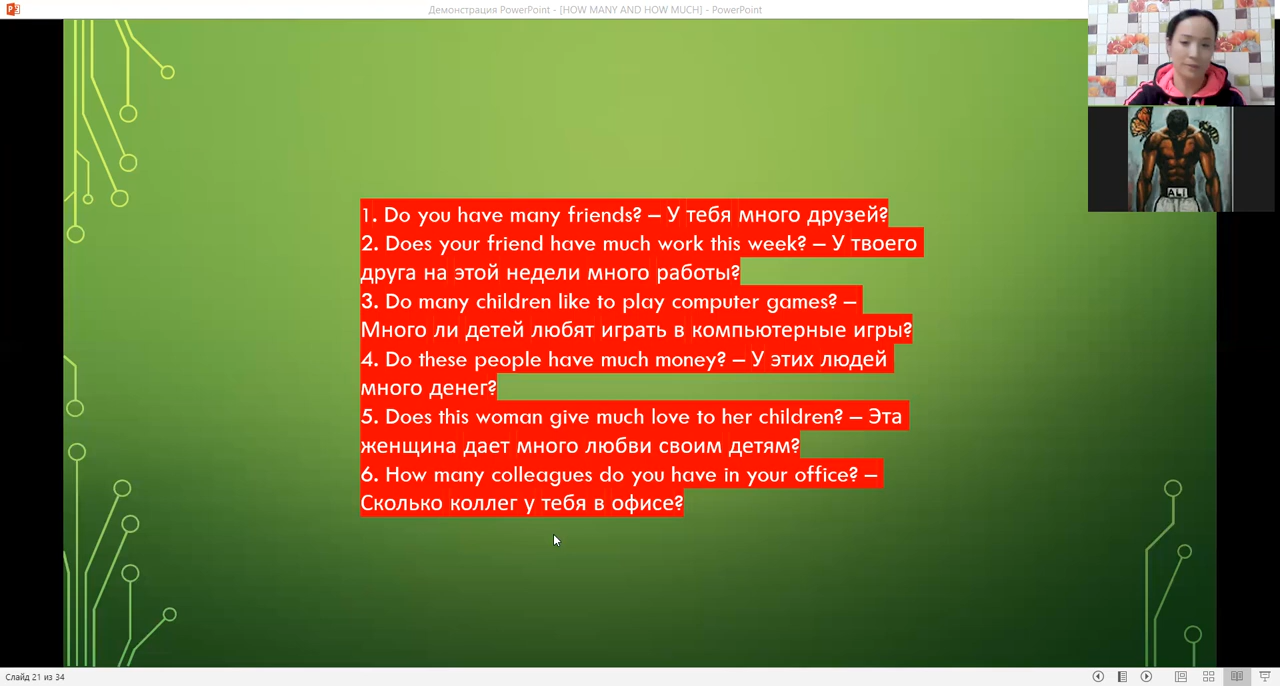 Демонстрация PowerPoint - [HOW MANY AND HOW MUCH] - PowerPoint
1. Do you have many friends? – У тебя много друзей?
2. Does your friend have much work this week? – У твоего
друга на этой недели много работы?
3. Do many children like to play computer games? –
Много ли детей любят играть в компьютерные игры?
4. Do these people have much money? – У этих людей
много денег?
5. Does this woman give much love to her children? – Эта
женщина дает много любви своим детям?
6. How many colleagues do you have in your office? –
Сколько коллег у тебя в офисе?
ALI
Слайд 21 из 34